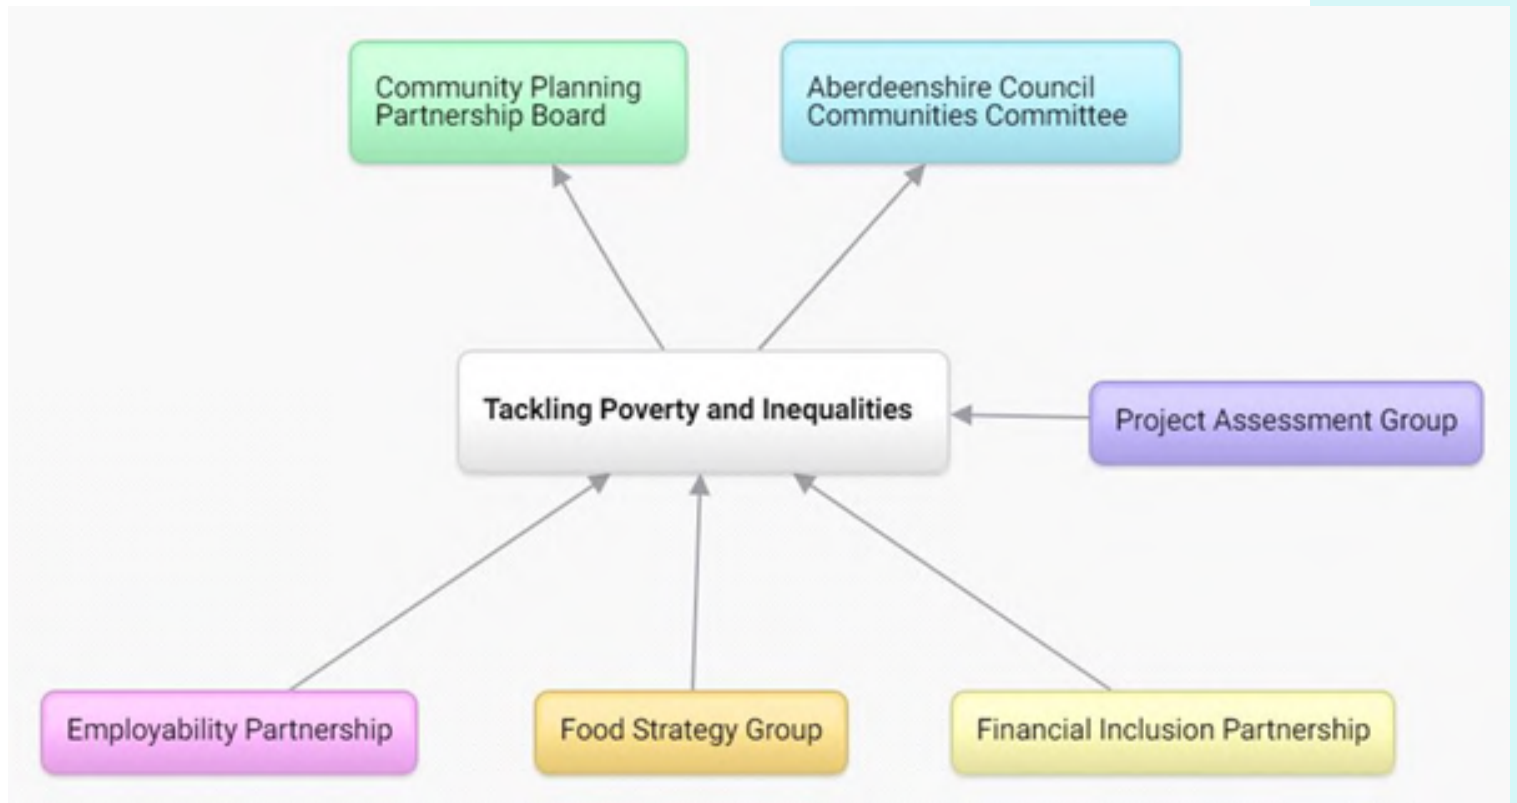 Community Planning
Partnership Board
Aberdeenshire Council
Communities Committee
Tackling Poverty and Inequalities
Project Assessment Group
Employability Partnership
Food Strategy Group
Financial Inclusion Partnership